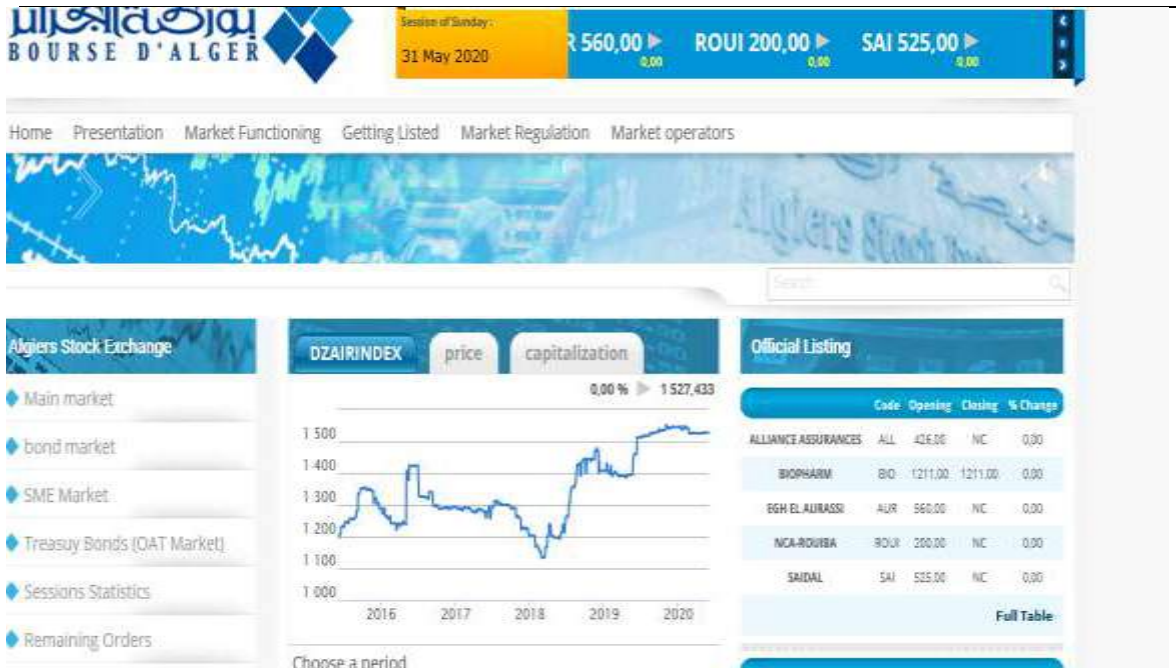 بورصة الجزائر
BOURSE D'ALGER
Session of Sunday :
31 May 2020
R 560,00 ROUI 200,00 SAI 525,00
0,00 0,00 0,00
Home Presentation Market Functioning Getting Listed Market Regulation Market operators
Algiers Stock
Search
Algiers Stock Exchange
Main market
bond market
SME Market
Treasuy Bonds (OAT Market)
Sessions Statistics
Remaining Orders
DZAIRINDEX price capitalization
0,00 % 1 527,433
1 500
1 400
1 300
1 200
1 100
1 000
2016 2017 2018 2019 2020
Choose a period
Official Listing
Code Opening Closing % Change
ALLIANCE ASSURANCES ALL 426,00 NC 0,00
BIOPHARM BIO 1211,00 1211,00 0,00
EGH EL AURASSI AUR 560,00 NC 0,00
NCA-ROUIBA ROUI 200,00 NC 0,00
SAIDAL SAI 525,00 NC 0,00
Full Table